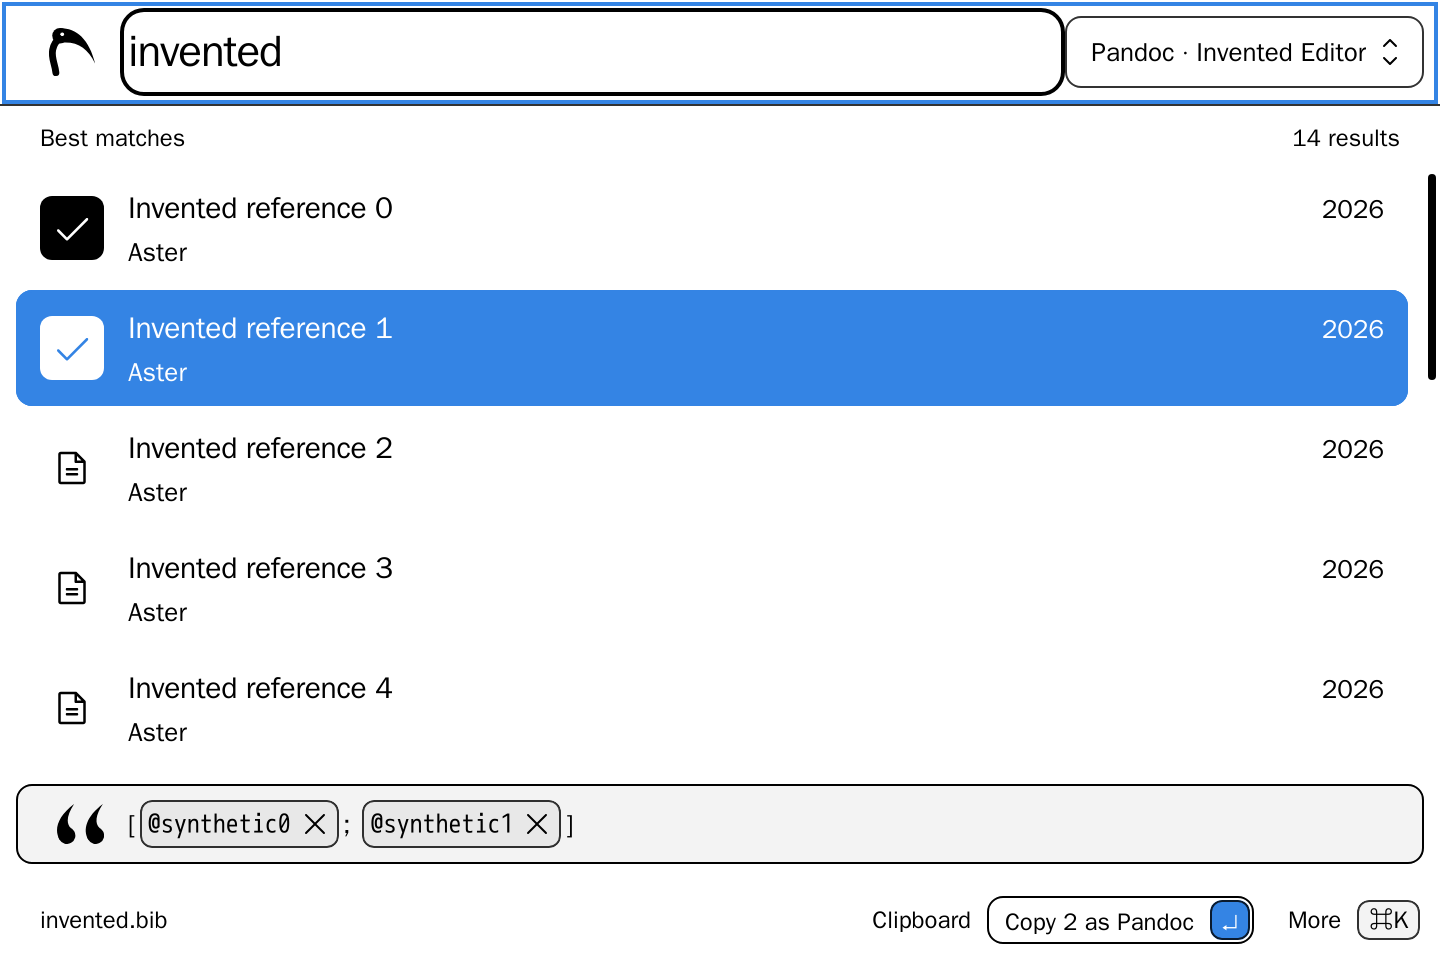 invented
Pandoc · Invented Editor
Best matches
14 results
Invented reference 0
2026
Aster
Invented reference 1
2026
Aster
Invented reference 2
2026
Aster
Invented reference 3
2026
Aster
Invented reference 4
2026
Aster
[@synthetic0 ; @synthetic1 ]
invented.bib
Clipboard
Copy 2 as Pandoc ↵
More ⌘K